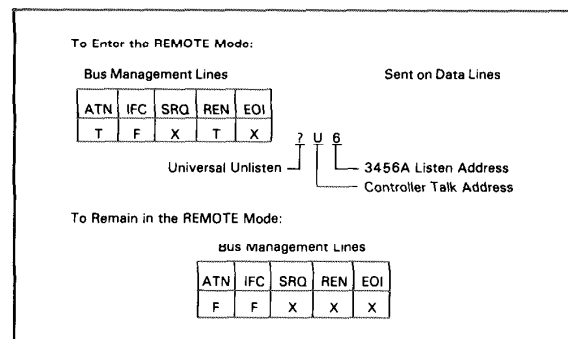 To Enter the REMOTE Mode:
Bus Management Lines
Sent on Data Lines
ATN IFC SRQ REN EOI
T F X T X
? U 6
Universal Unlisten
3456A Listen Address
Controller Talk Address
To Remain in the REMOTE Mode:
Bus Management Lines
ATN IFC SRQ REN EOI
F F X X X